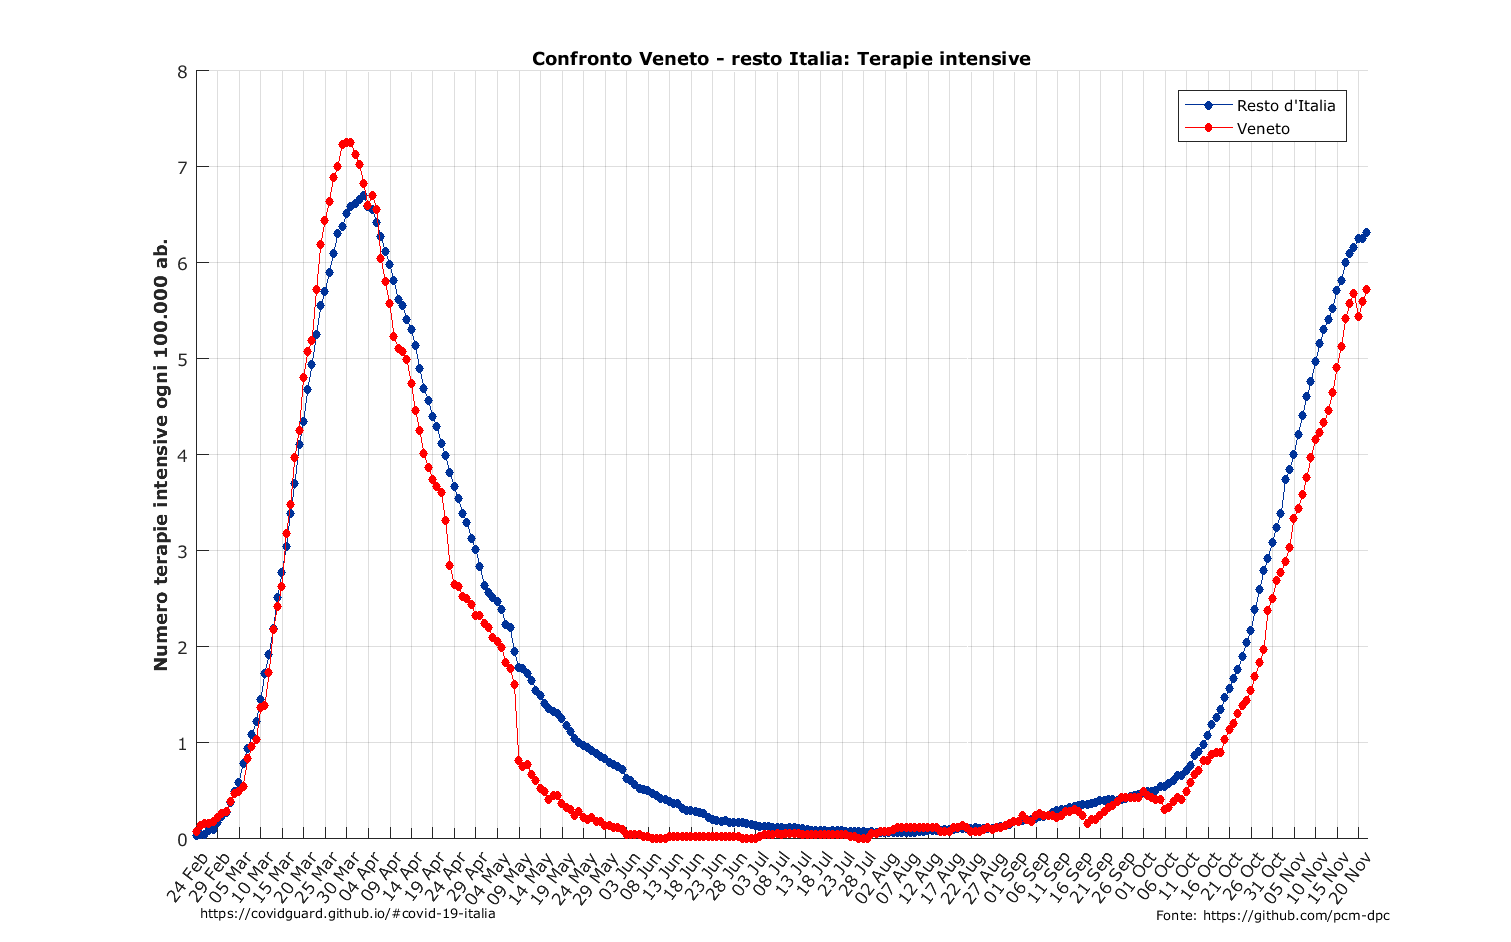 Confronto Veneto - resto Italia: Terapie intensive
Resto d'Italia
Veneto
Numero terapie intensive ogni 100.000 ab.
8
7
6
5
4
3
2
1
0
24 Feb
29 Feb
05 Mar
10 Mar
15 Mar
20 Mar
25 Mar
30 Mar
04 Apr
09 Apr
14 Apr
19 Apr
24 Apr
29 Apr
04 May
09 May
14 May
19 May
24 May
29 May
03 Jun
08 Jun
13 Jun
18 Jun
23 Jun
28 Jun
03 Jul
08 Jul
13 Jul
18 Jul
23 Jul
28 Jul
02 Aug
07 Aug
12 Aug
17 Aug
22 Aug
27 Aug
01 Sep
06 Sep
11 Sep
16 Sep
21 Sep
26 Sep
01 Oct
06 Oct
11 Oct
16 Oct
21 Oct
26 Oct
31 Oct
05 Nov
10 Nov
15 Nov
20 Nov
https://covidguard.github.io/#covid-19-italia
Fonte: https://github.com/pcm-dpc